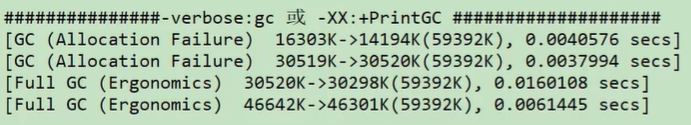 ###############-verbose:gc 或 -XX:+PrintGC ####################
[GC (Allocation Failure)  16303K->14194K(59392K), 0.0040576 secs]
[GC (Allocation Failure)  30519K->30520K(59392K), 0.0037994 secs]
[Full GC (Ergonomics)  30520K->30298K(59392K), 0.0160108 secs]
[Full GC (Ergonomics)  46642K->46301K(59392K), 0.0061445 secs]